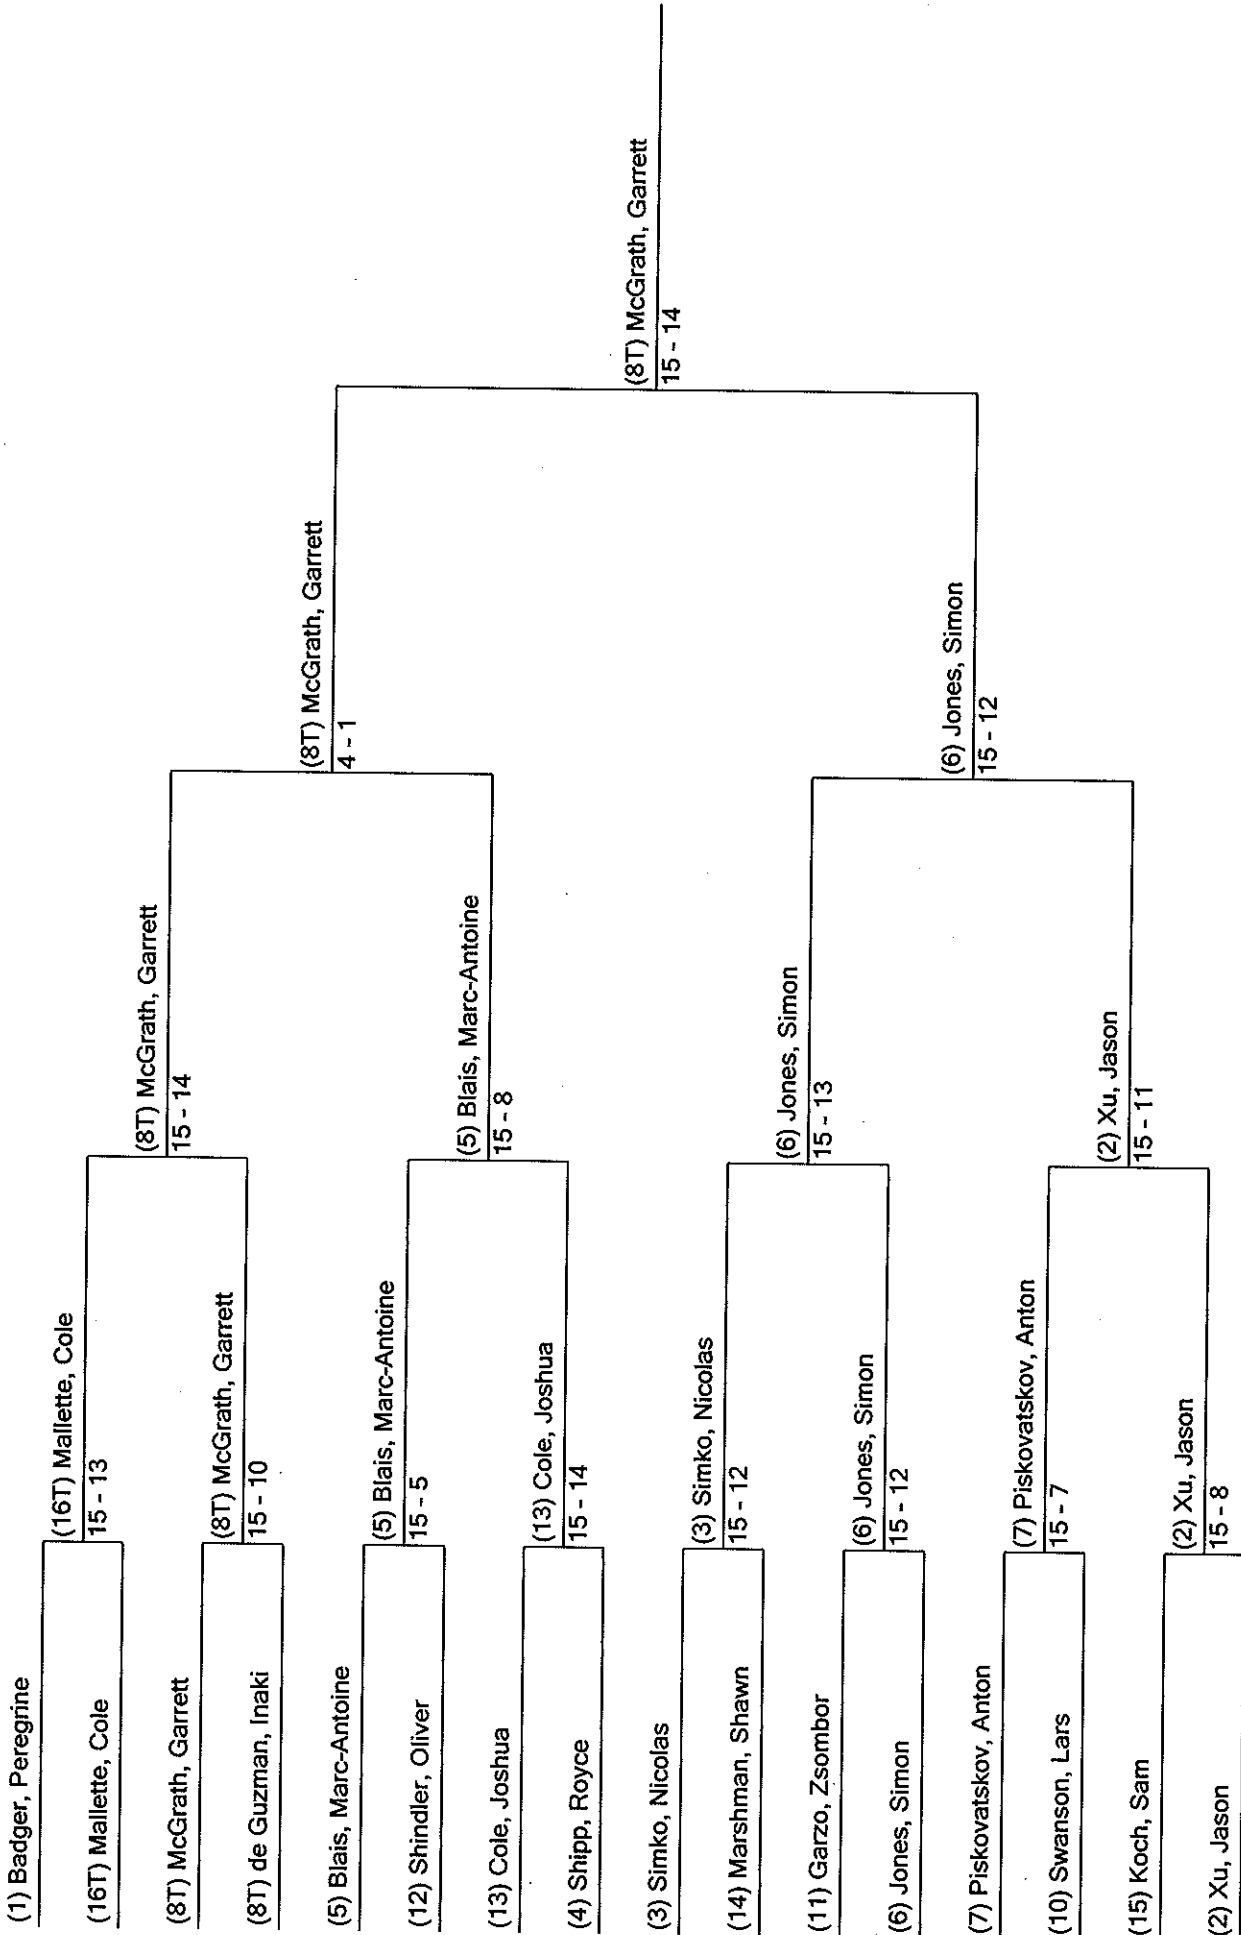 (1) Badger, Peregrine
(16T) Mallette, Cole
(8T) McGrath, Garrett
(8T) de Guzman, Inaki
(5) Blais, Marc-Antoine
(12) Shindler, Oliver
(13) Cole, Joshua
(4) Shipp, Royce
(3) Simko, Nicolas
(14) Marshman, Shawn
(11) Garzo, Zsombor
(6) Jones, Simon
(7) Piskovatskov, Anton
(10) Swanson, Lars
(15) Koch, Sam
(2) Xu, Jason
(16T) Mallette, Cole
15 - 13
(8T) McGrath, Garrett
15 - 10
(5) Blais, Marc-Antoine
15 - 5
(13) Cole, Joshua
15 - 14
(3) Simko, Nicolas
15 - 12
(6) Jones, Simon
15 - 12
(7) Piskovatskov, Anton
15 - 7
(2) Xu, Jason
15 - 8
(8T) McGrath, Garrett
15 - 14
(5) Blais, Marc-Antoine
15 - 8
(6) Jones, Simon
15 - 13
(2) Xu, Jason
15 - 11
(8T) McGrath, Garrett
4 - 1
(6) Jones, Simon
15 - 12
(8T) McGrath, Garrett
15 - 14